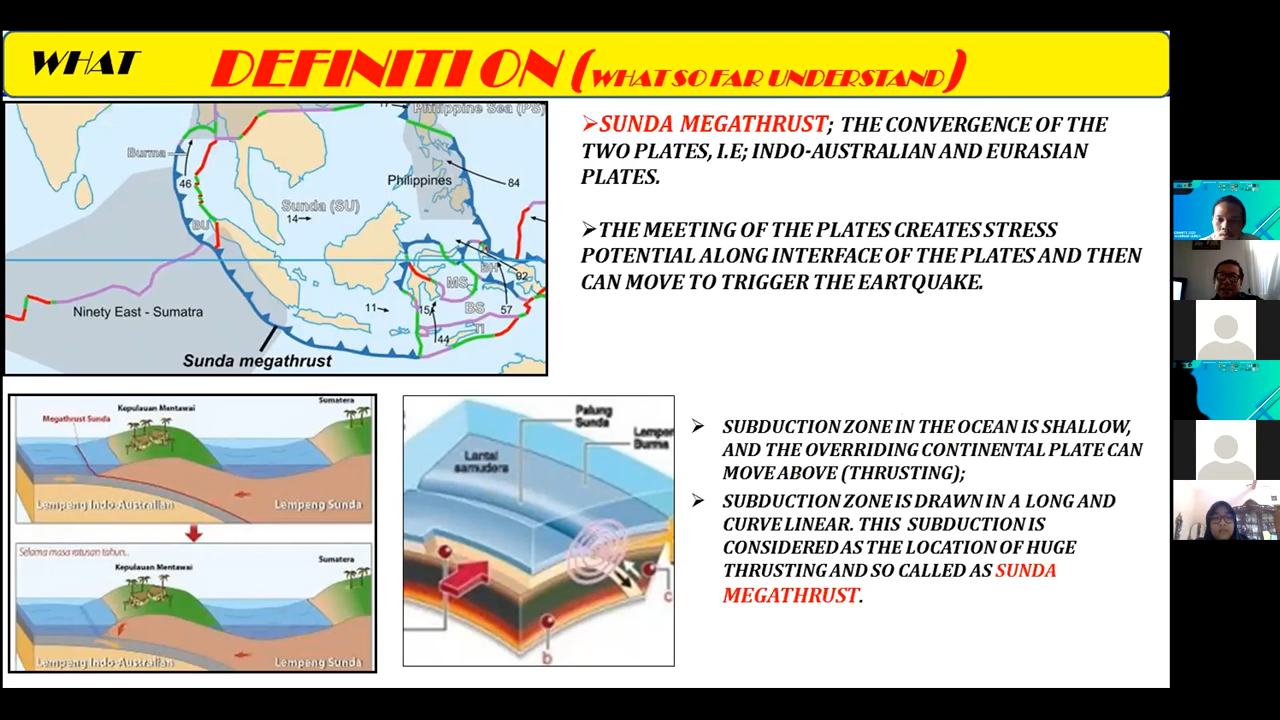 WHAT
DEFINITION (WHAT SO FAR UNDERSTAND)
Philippine Sea (PS)
Burma
46
Philippines
84
Sunda (SU)
14
BU
92
BH
MS
11
15
BS
57
TI
44
Ninety East - Sumatra
Sunda megathrust
➢SUNDA MEGATHRUST; THE CONVERGENCE OF THE
TWO PLATES, I.E; INDO-AUSTRALIAN AND EURASIAN
PLATES.
➢THE MEETING OF THE PLATES CREATES STRESS
POTENTIAL ALONG INTERFACE OF THE PLATES AND THEN
CAN MOVE TO TRIGGER THE EARTQUAKE.
Sumatera
Kepulauan Mentawai
Megathrust Sunda
Lempeng Indo-Australian
Lempeng Sunda
Selama masa ratusan tahun..
Sumatera
Kepulauan Mentawai
Lempeng Indo-Australian
Lempeng Sunda
Palung
Sunda
Lempen
Burma
Lantai
samudera
c
b
➢ SUBDUCTION ZONE IN THE OCEAN IS SHALLOW,
AND THE OVERRIDING CONTINENTAL PLATE CAN
MOVE ABOVE (THRUSTING);
➢ SUBDUCTION ZONE IS DRAWN IN A LONG AND
CURVE LINEAR. THIS SUBDUCTION IS
CONSIDERED AS THE LOCATION OF HUGE
THRUSTING AND SO CALLED AS SUNDA
MEGATHRUST.